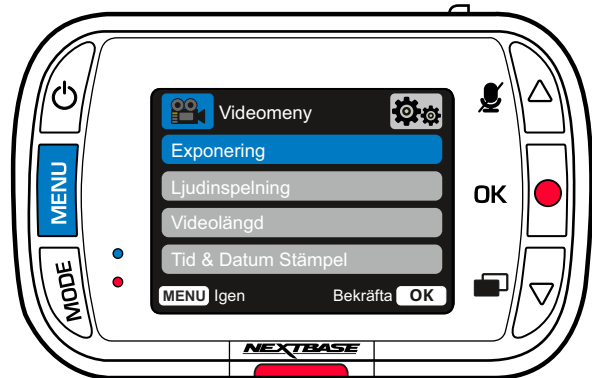 Videomeny
Exponering
Ljudinspelning
Videolängd
Tid & Datum Stämpel
MENU Igen Bekräfta OK
MENU
MODE
OK
NEXTBASE